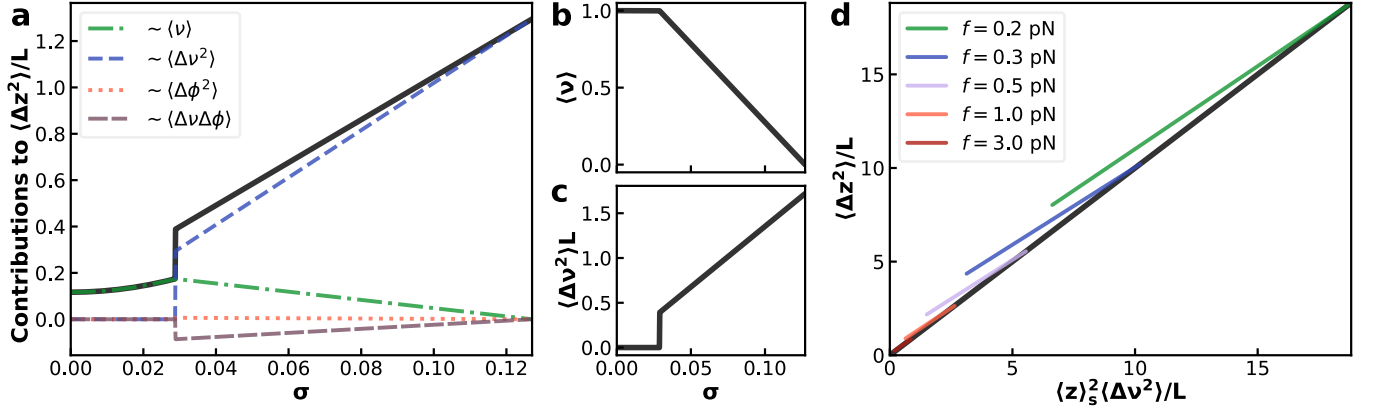 a
Contributions to ⟨Δz²⟩/L
1.2
1.0
0.8
0.6
0.4
0.2
0.0
~⟨ν⟩
~⟨Δν²⟩
~⟨Δϕ²⟩
~⟨ΔνΔϕ⟩
0.00 0.02 0.04 0.06 0.08 0.10 0.12
σ
b
⟨ν⟩
1.0
0.5
0.0
c
⟨Δν²⟩L
1.5
1.0
0.5
0.0
0.00 0.05 0.10
σ
d
⟨Δz²⟩/L
15
10
5
0
f = 0.2 pN
f = 0.3 pN
f = 0.5 pN
f = 1.0 pN
f = 3.0 pN
0 5 10 15
⟨z⟩²ₛ⟨Δν²⟩/L